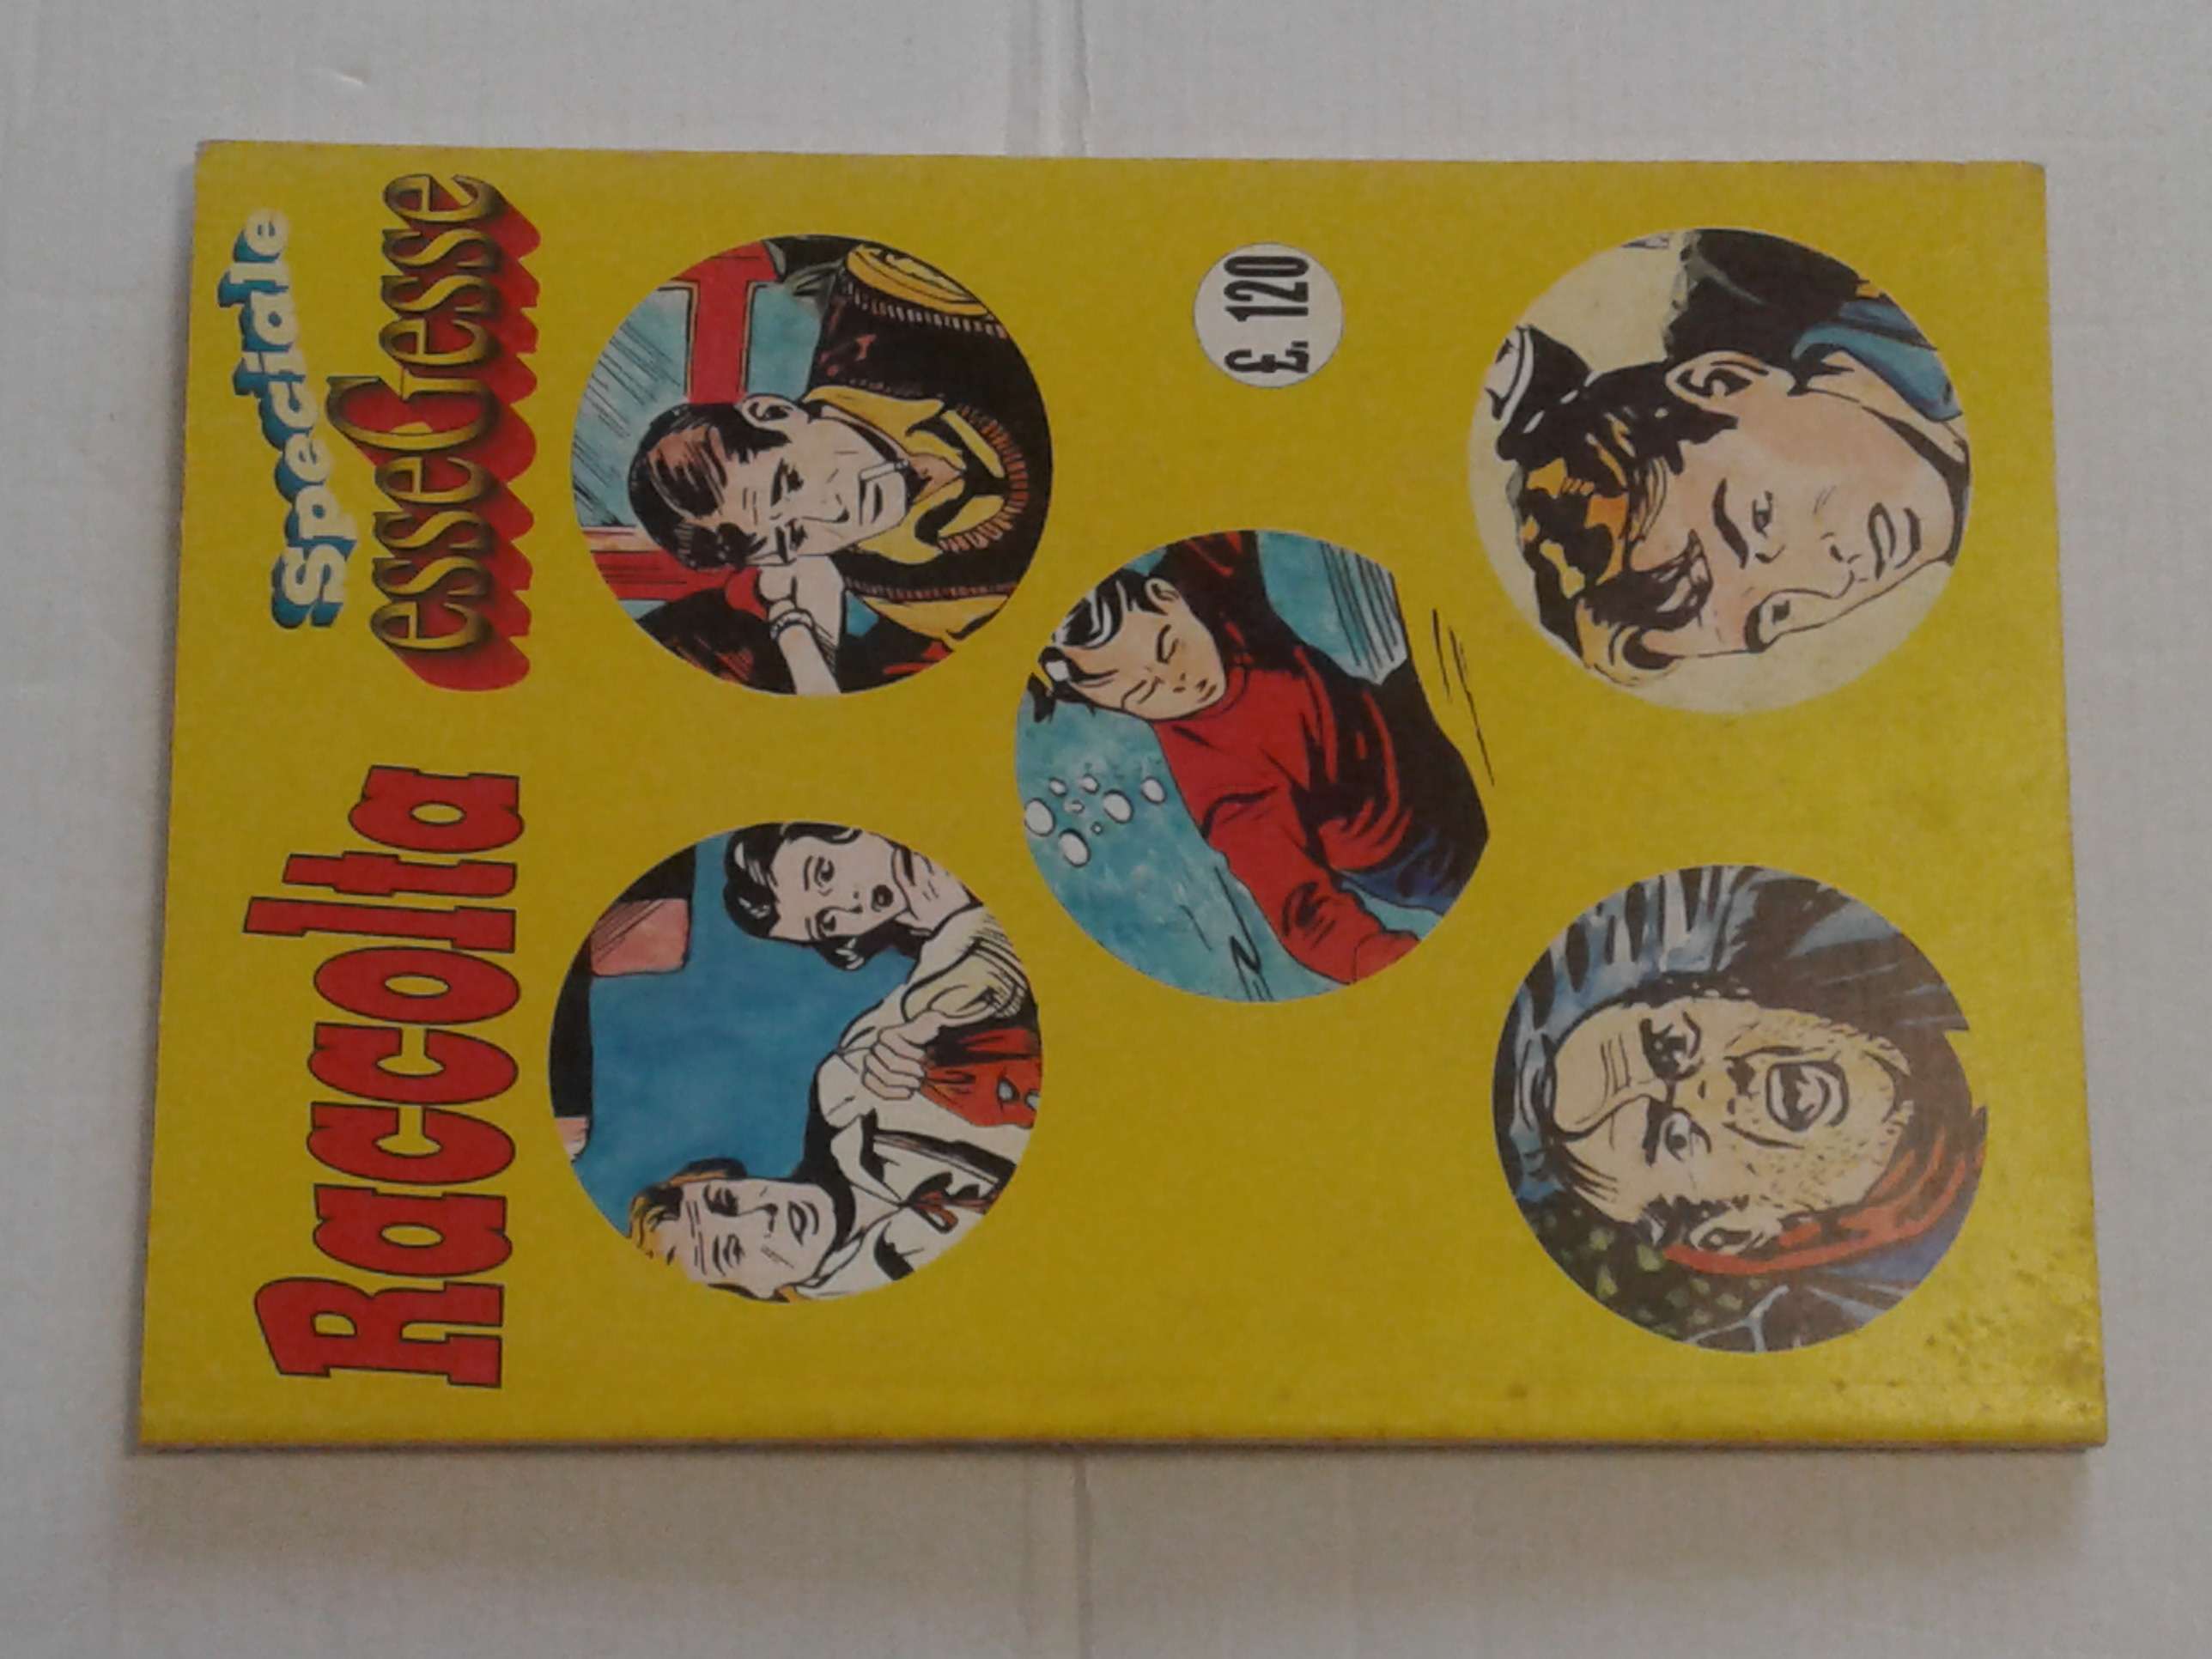 Raccolta
Speciale
esseGesse
£. 120